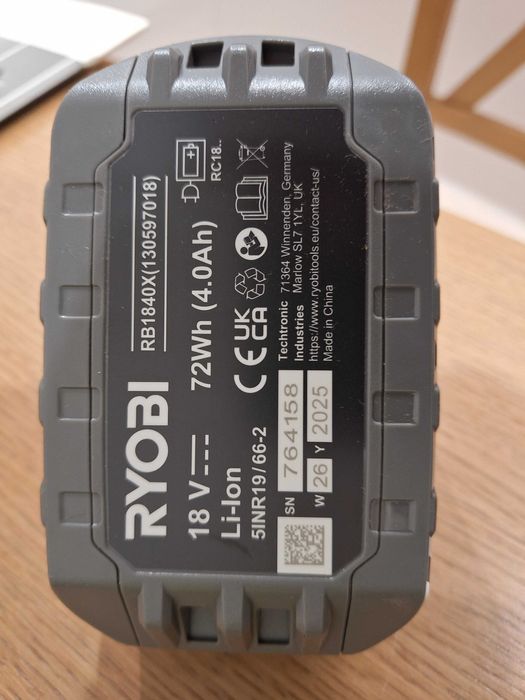 RYOBI
RB1840X(130597018)
18 V
72Wh (4.0Ah)
RC18..
Li-Ion
5INR19/66-2
CE UK CA
SN 764158
W 26 Y 2025
Techtronic Industries
71364 Winnenden, Germany
Marlow SL7 1YL, UK
https://www.ryobitools.eu/contact-us/
Made in China